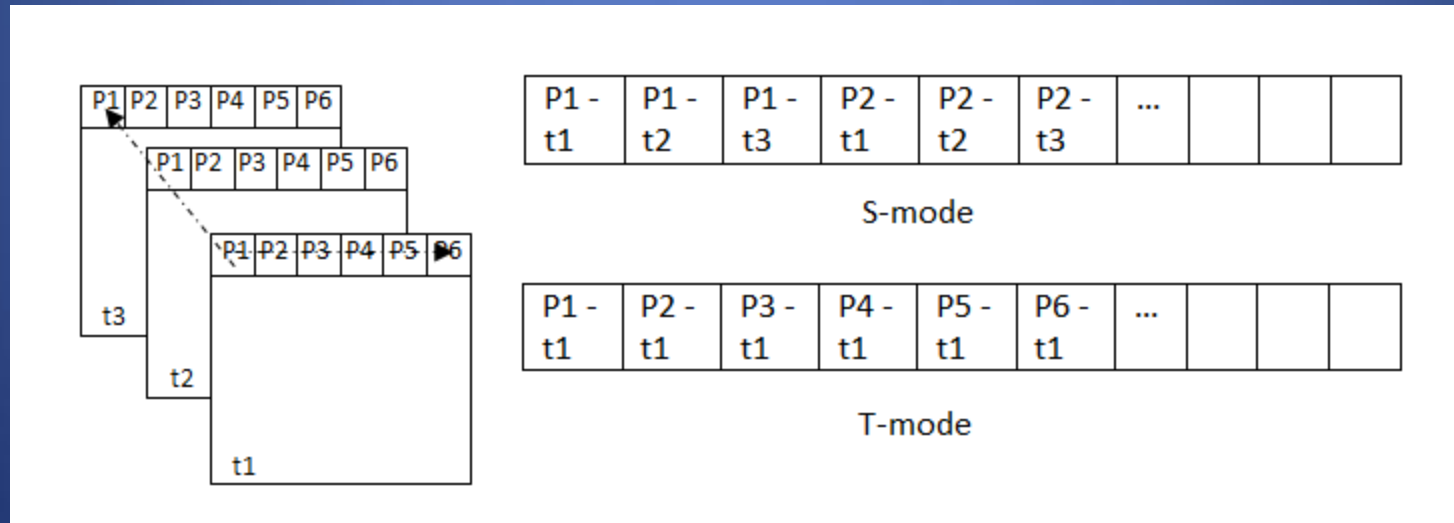 P1 P2 P3 P4 P5 P6
t3
P1 P2 P3 P4 P5 P6
t2
P1 P2 P3 P4 P5 P6
t1
P1 - P1 - P1 - P2 - P2 - P2 - ...
t1 t2 t3 t1 t2 t3
S-mode
P1 - P2 - P3 - P4 - P5 - P6 - ...
t1 t1 t1 t1 t1 t1
T-mode